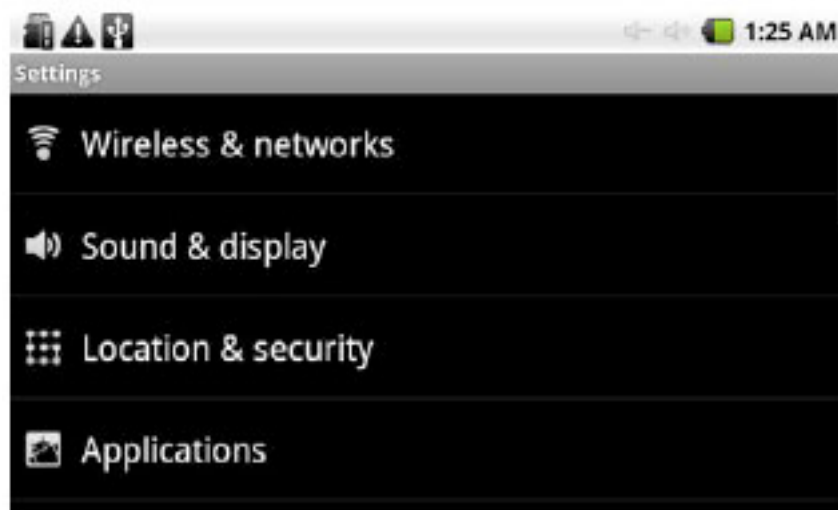 1:25 AM
Settings
Wireless & networks
Sound & display
Location & security
Applications